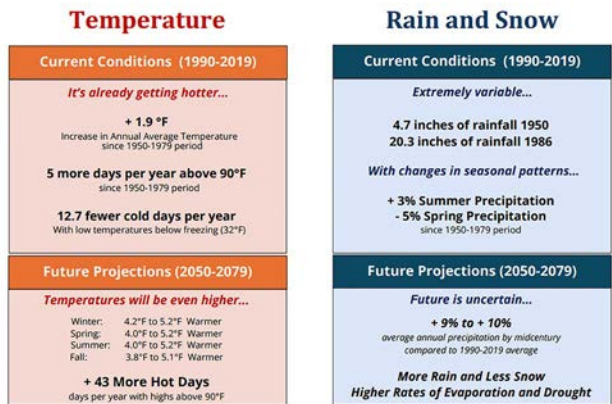 Temperature
Current Conditions (1990-2019)
It's already getting hotter...
+ 1.9 °F
Increase in Annual Average Temperature
since 1950-1979 period
5 more days per year above 90°F
since 1950-1979 period
12.7 fewer cold days per year
With low temperatures below freezing (32°F)
Future Projections (2050-2079)
Temperatures will be even higher...
Winter: 4.2°F to 5.2°F Warmer
Spring: 4.0°F to 5.2°F Warmer
Summer: 4.0°F to 5.2°F Warmer
Fall: 3.8°F to 5.1°F Warmer
+ 43 More Hot Days
days per year with highs above 90°F
Rain and Snow
Current Conditions (1990-2019)
Extremely variable...
4.7 inches of rainfall 1950
20.3 inches of rainfall 1986
With changes in seasonal patterns...
+ 3% Summer Precipitation
- 5% Spring Precipitation
since 1950-1979 period
Future Projections (2050-2079)
Future is uncertain...
+ 9% to + 10%
average annual precipitation by midcentury
compared to 1990-2019 average
More Rain and Less Snow
Higher Rates of Evaporation and Drought